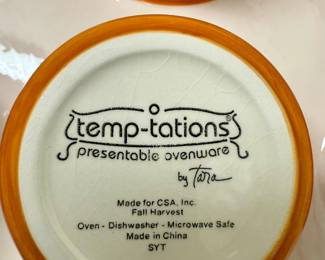 temp-tations®
presentable ovenware
by Tara
Made for CSA, Inc.
Fall Harvest
Oven - Dishwasher - Microwave Safe
Made in China
SYT